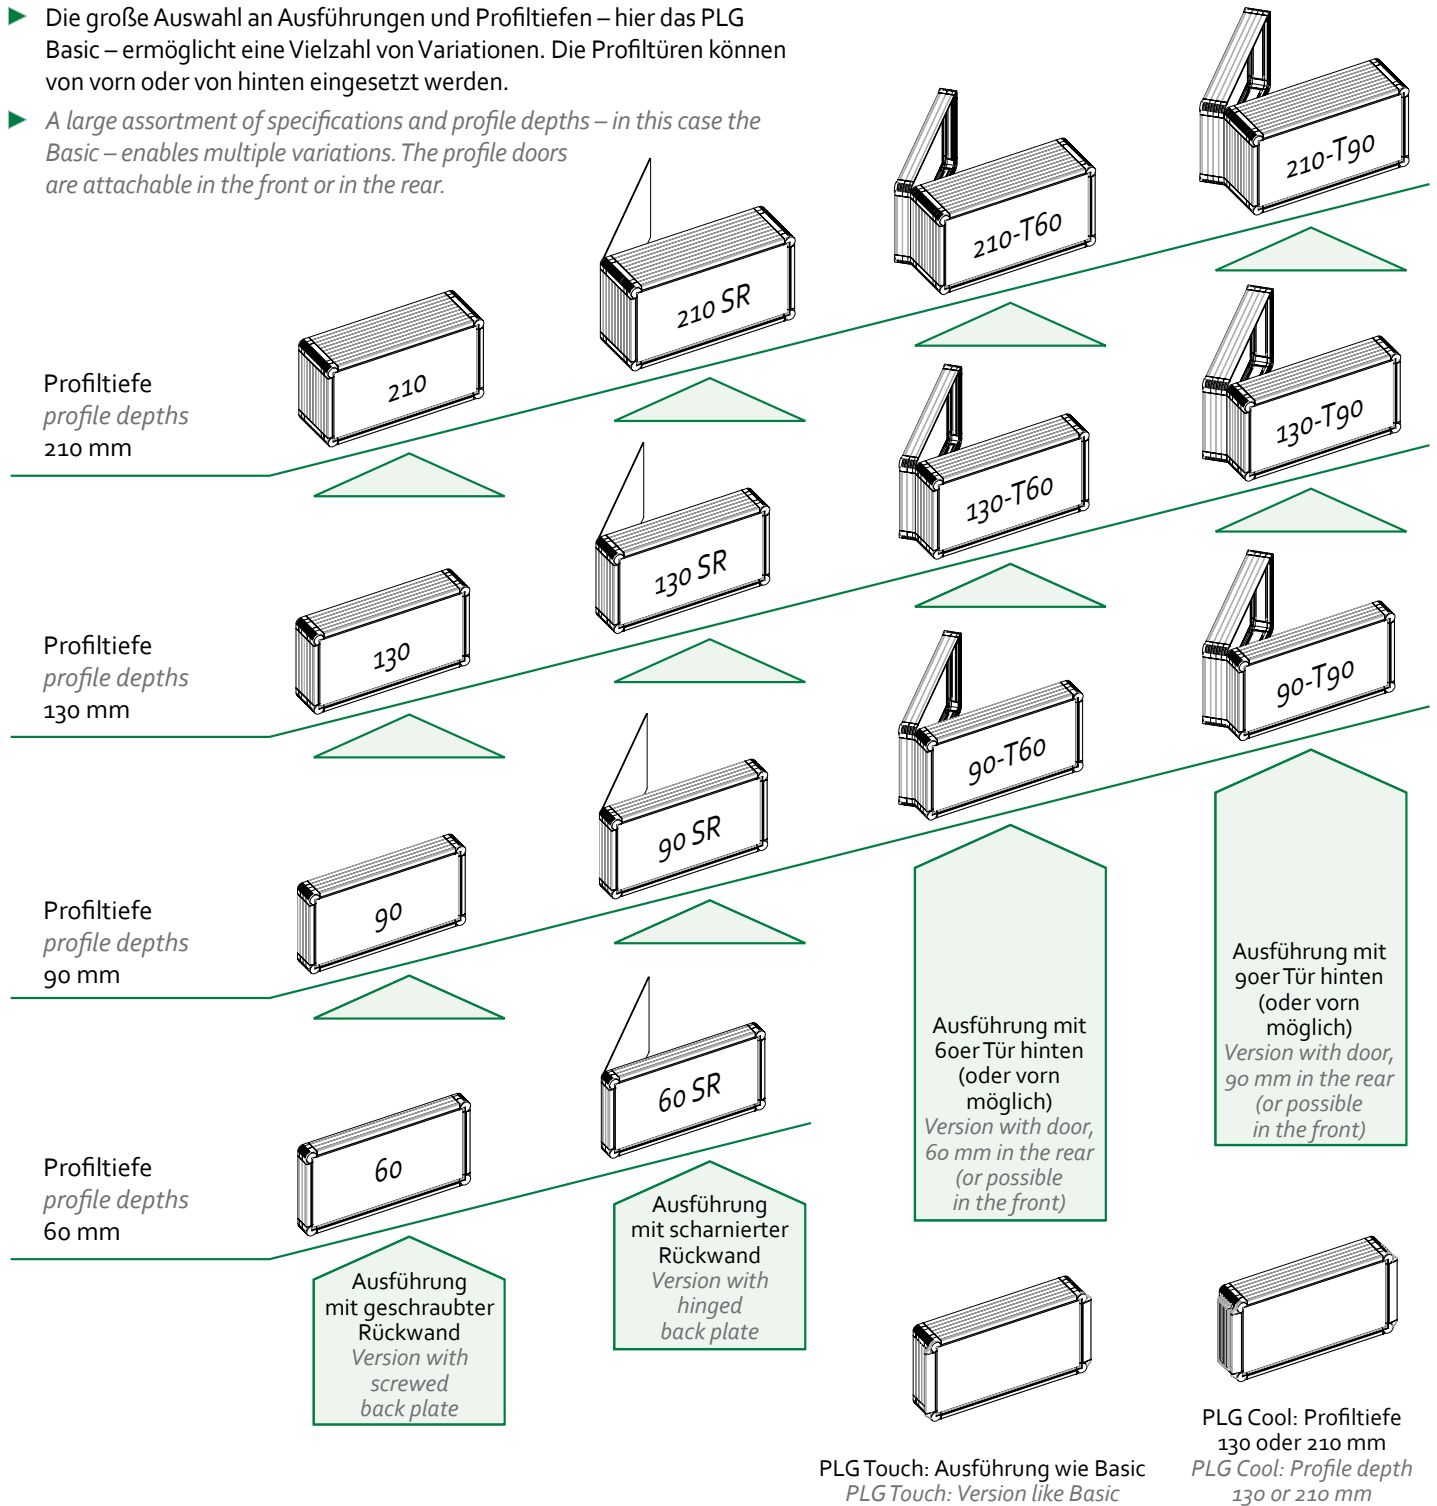 Die große Auswahl an Ausführungen und Profiltiefen – hier das PLG
Basic – ermöglicht eine Vielzahl von Variationen. Die Profiltüren können
von vorn oder von hinten eingesetzt werden.
A large assortment of specifications and profile depths – in this case the
Basic – enables multiple variations. The profile doors
are attachable in the front or in the rear.
Profiltiefe
profile depths
210 mm
210
210 SR
210-T60
210-T90
Profiltiefe
profile depths
130 mm
130
130 SR
130-T60
130-T90
Profiltiefe
profile depths
90 mm
90
90 SR
90-T60
90-T90
Profiltiefe
profile depths
60 mm
60
60 SR
Ausführung
mit geschraubter
Rückwand
Version with
screwed
back plate
Ausführung
mit scharnierter
Rückwand
Version with
hinged
back plate
Ausführung mit
60er Tür hinten
(oder vorn
möglich)
Version with door,
60 mm in the rear
(or possible
in the front)
Ausführung mit
90er Tür hinten
(oder vorn
möglich)
Version with door,
90 mm in the rear
(or possible
in the front)
PLG Touch: Ausführung wie Basic
PLG Touch: Version like Basic
PLG Cool: Profiltiefe
130 oder 210 mm
PLG Cool: Profile depth
130 or 210 mm